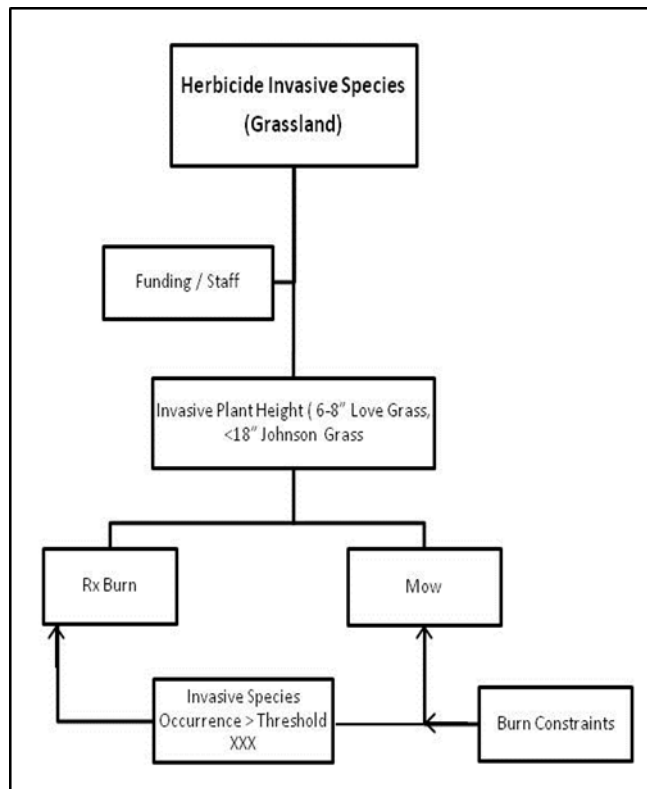 Herbicide Invasive Species
(Grassland)
Funding / Staff
Invasive Plant Height ( 6-8” Love Grass,
<18” Johnson Grass
Rx Burn
Mow
Invasive Species
Occurrence > Threshold
XXX
Burn Constraints